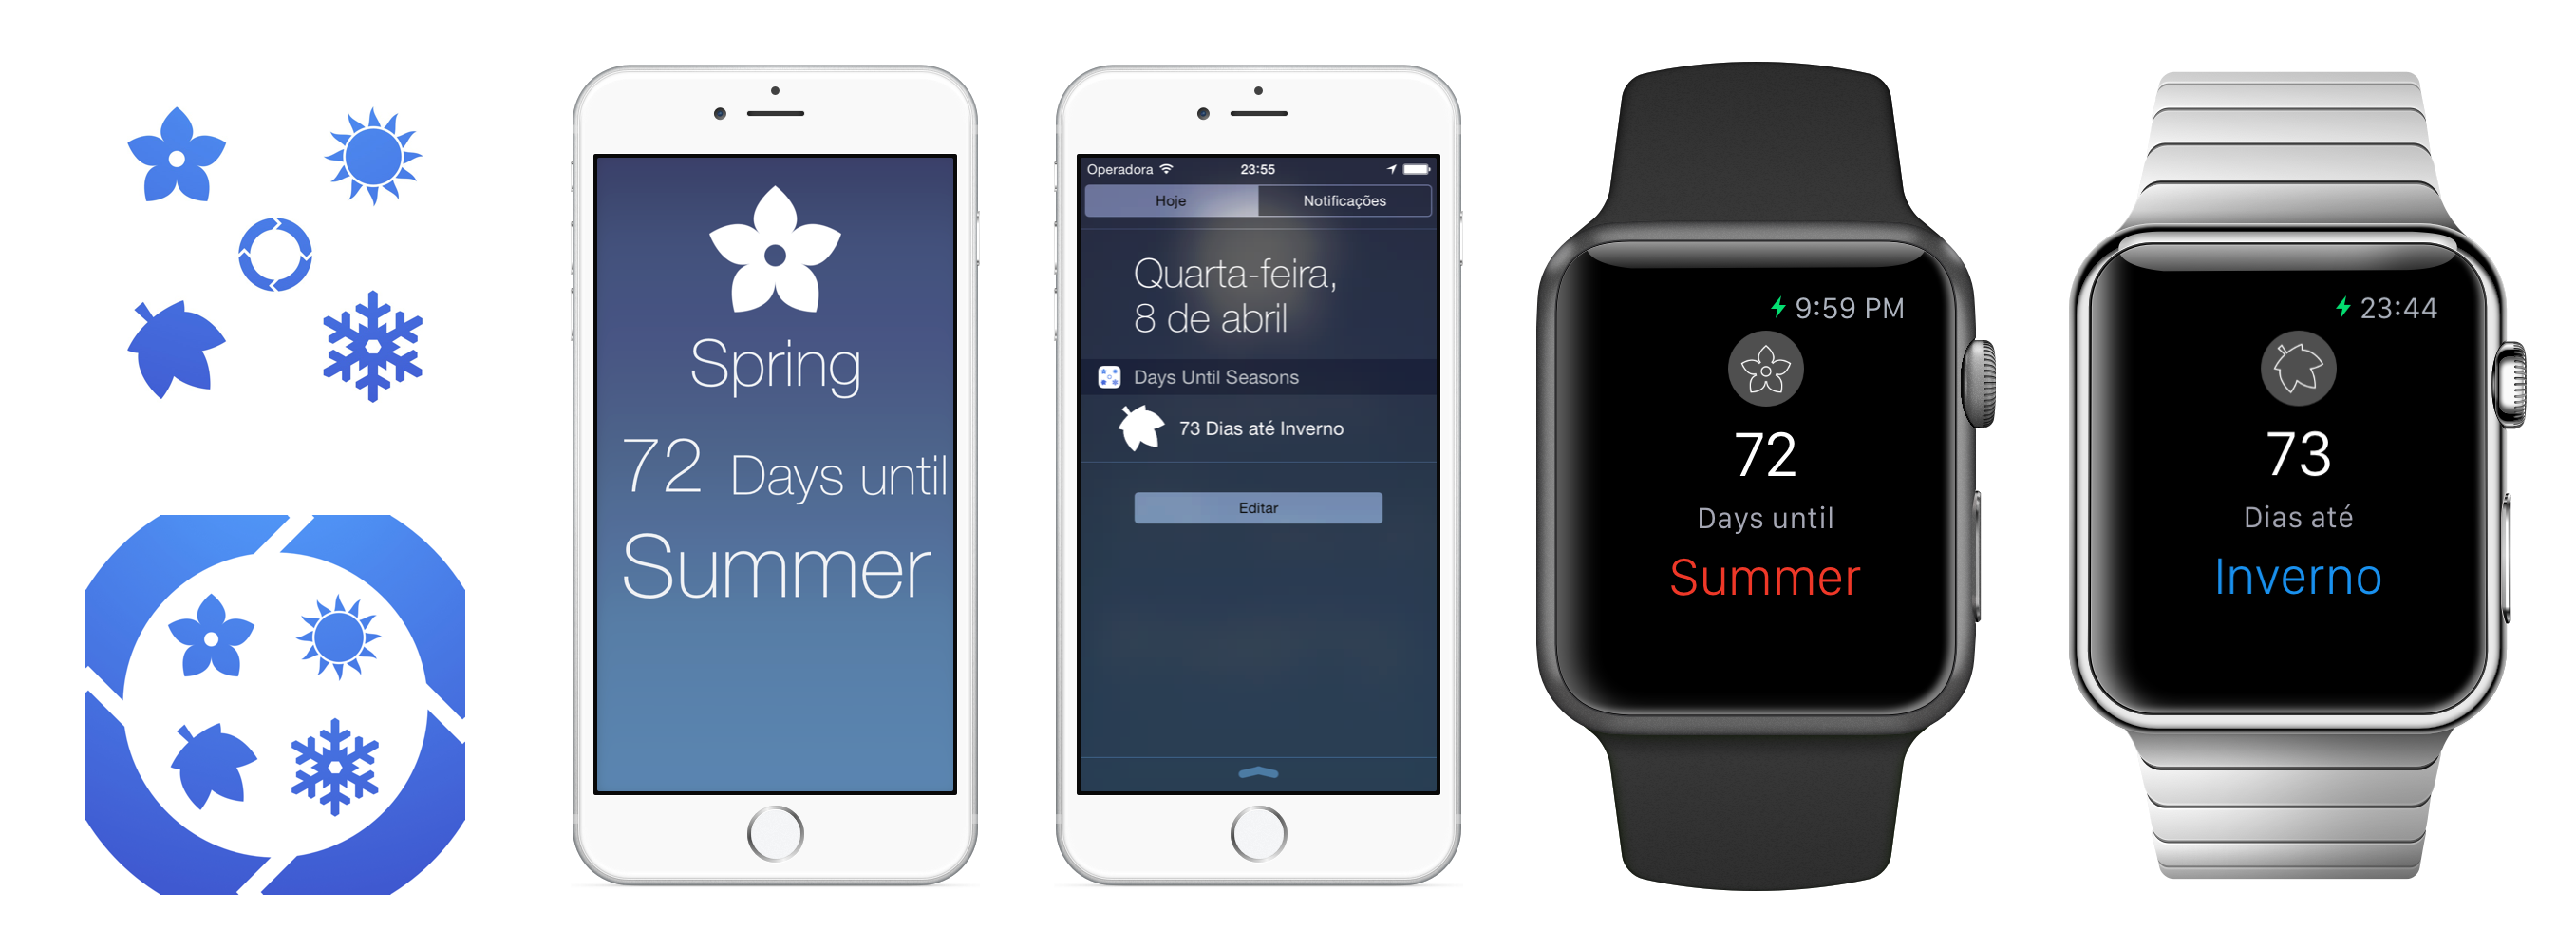 Spring
72 Days until
Summer
Operadora 23:55
Hoje Notificações
Quarta-feira,
8 de abril
Days Until Seasons
73 Dias até Inverno
Editar
9:59 PM
72
Days until
Summer
23:44
73
Dias até
Inverno